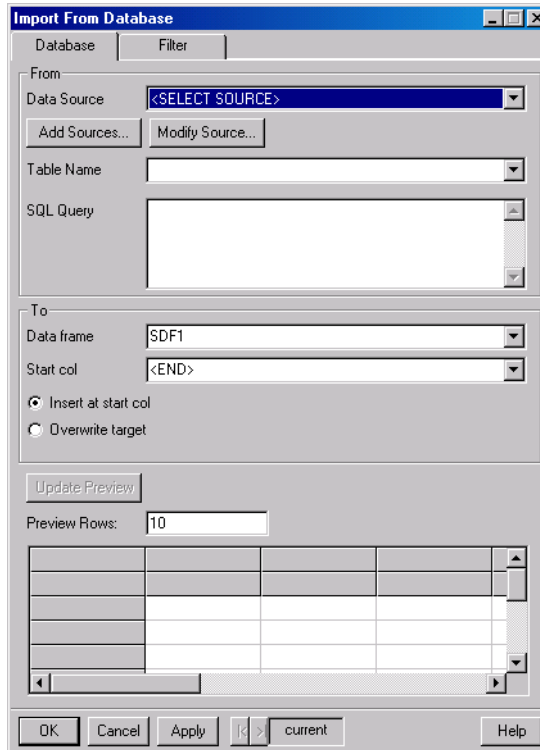 Import From Database
Database Filter
From
Data Source <SELECT SOURCE>
Add Sources... Modify Source...
Table Name
SQL Query
To
Data frame SDF1
Start col <END>
Insert at start col
Overwrite target
Update Preview
Preview Rows: 10
OK Cancel Apply current Help